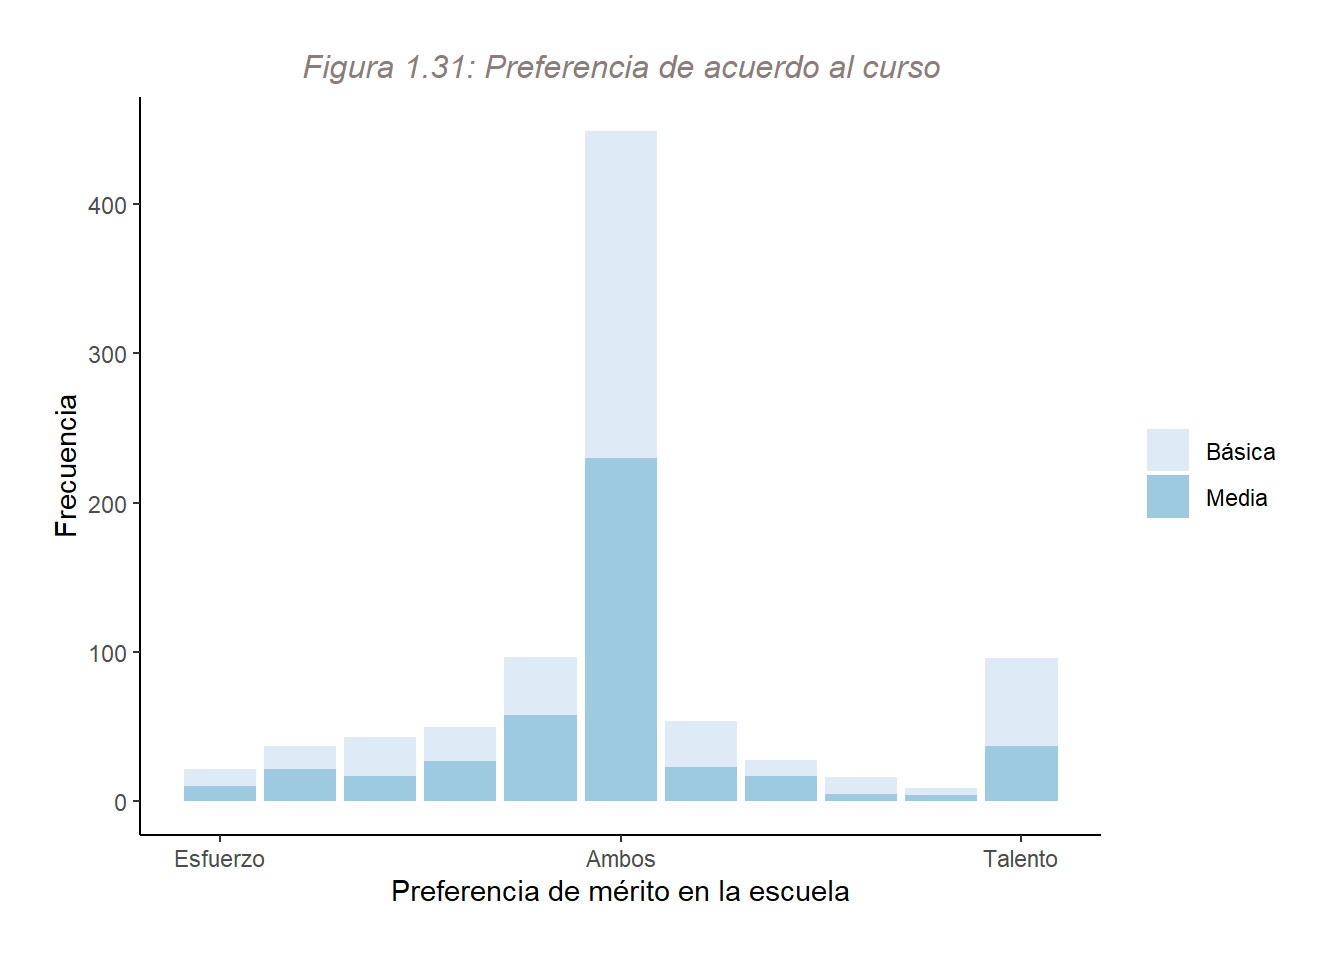 Figura 1.31: Preferencia de acuerdo al curso
Frecuencia
400
300
200
100
0
Esfuerzo
Ambos
Talento
Preferencia de mérito en la escuela
Básica
Media